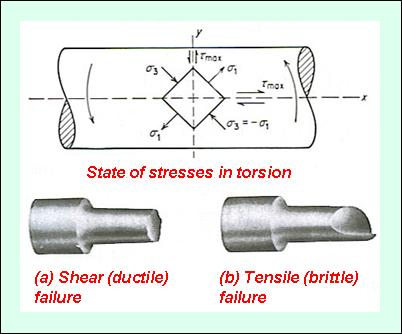 y
τmax
σ3
σ1
τmax
x
σ1
σ3=-σ1
State of stresses in torsion
(a) Shear (ductile)
failure
(b) Tensile (brittle)
failure